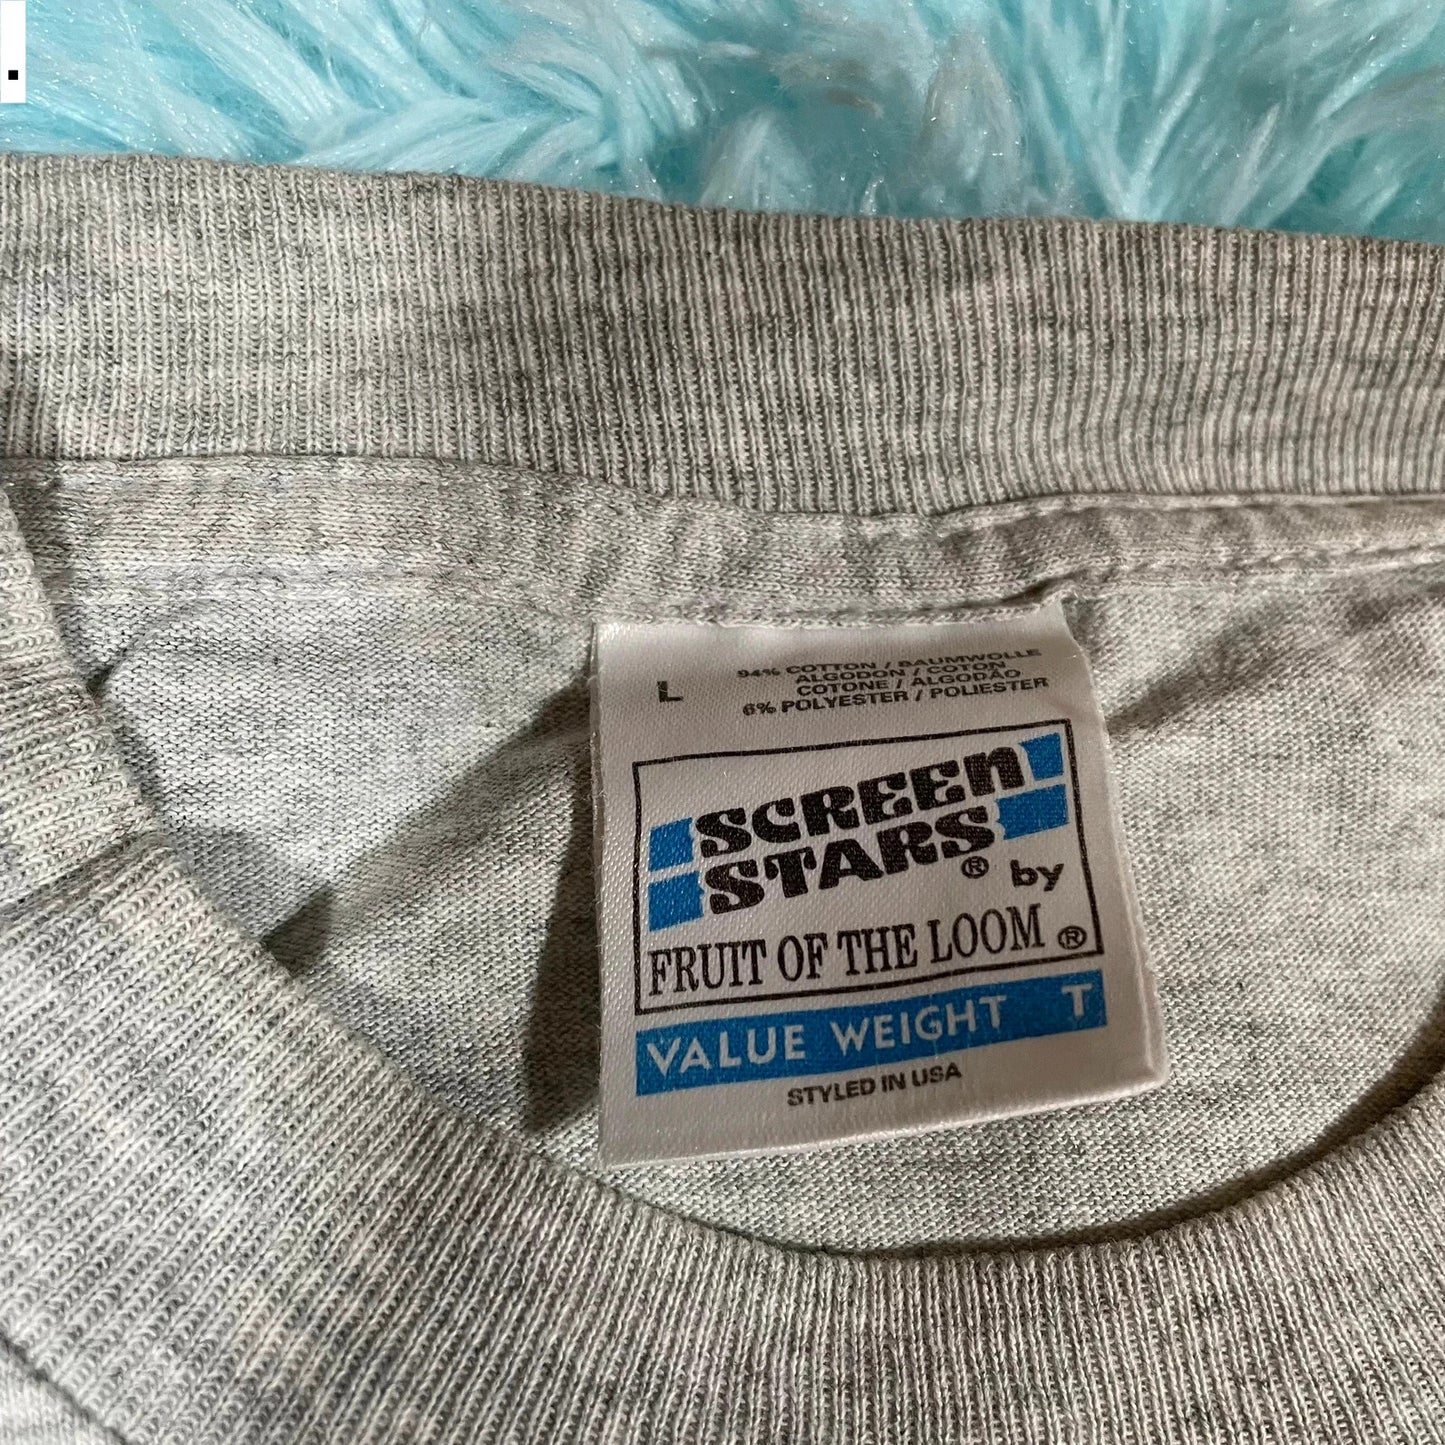 .
L
94% COTTON / BAUMWOLLE
ALGODON / COTON
COTONE / ALGODÃO
6% POLYESTER / POLIESTER
SCREEN
STARS® by
FRUIT OF THE LOOM®
VALUE WEIGHT T
STYLED IN USA